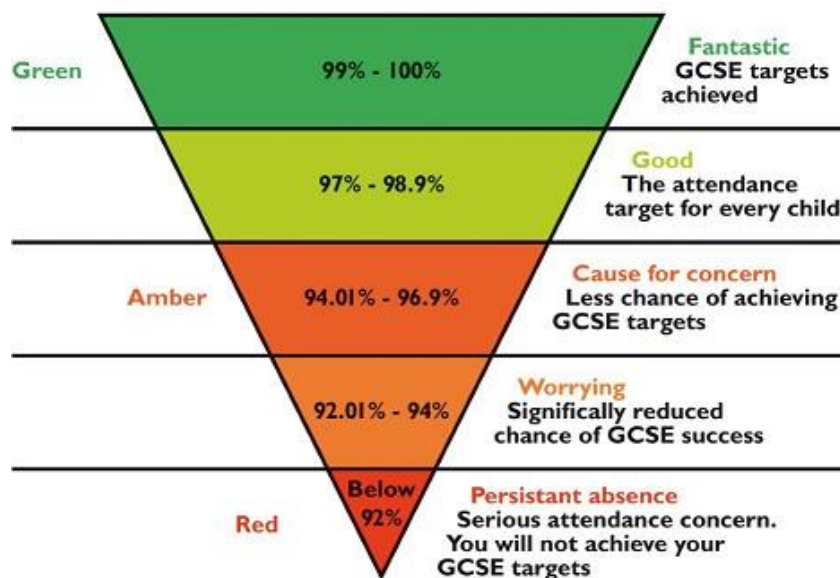 Green
99% - 100%
Fantastic
GCSE targets
achieved
97% - 98.9%
Good
The attendance
target for every child
Amber
94.01% - 96.9%
Cause for concern
Less chance of achieving
GCSE targets
92.01% - 94%
Worrying
Significally reduced
chance of GCSE success
Red
Below
92%
Persistant absence
Serious attendance concern.
You will not achieve your
GCSE targets